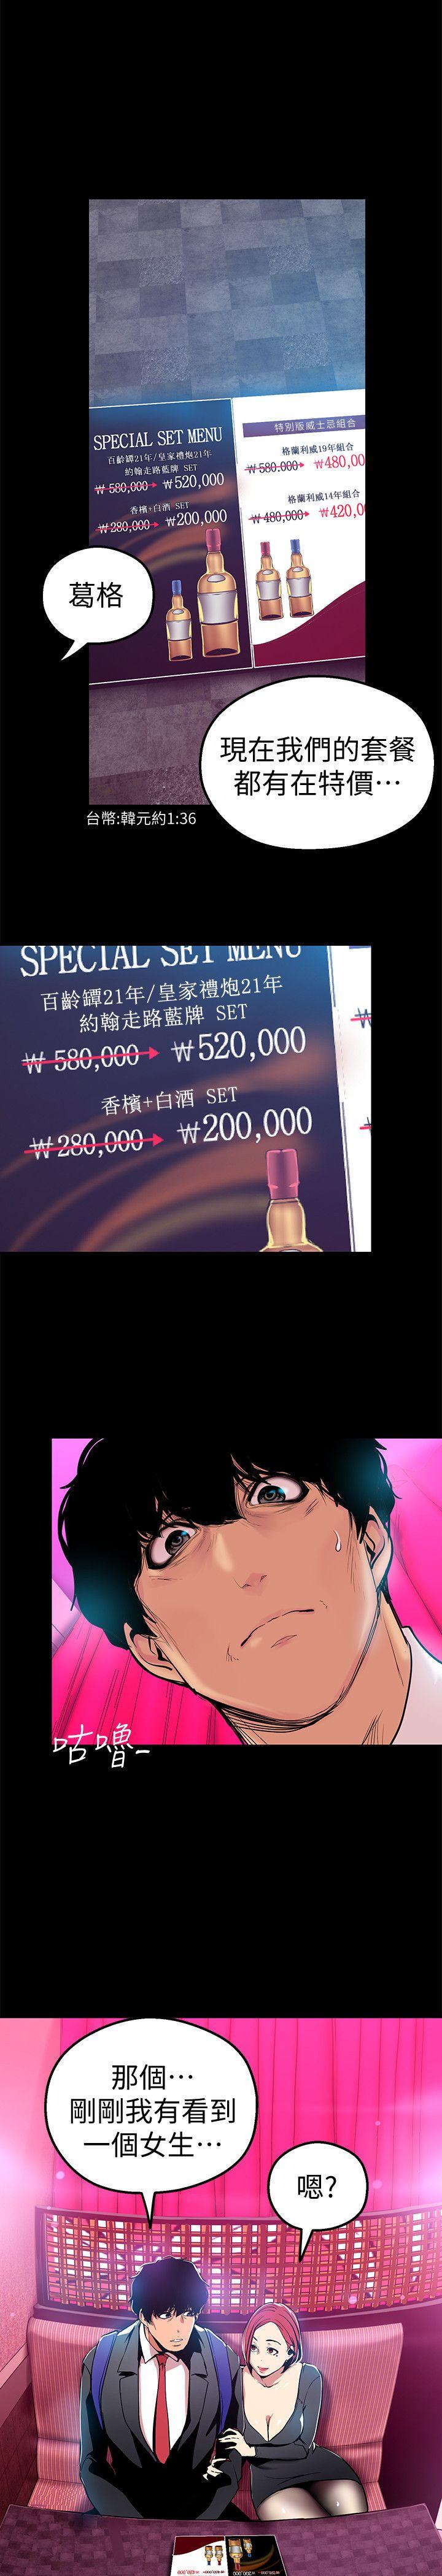 SPECIAL SET MENU
百齡罈21年/皇家禮炮21年
約翰走路藍牌 SET
₩ 580,000 ₩ 520,000
香檳+白酒 SET
₩ 280,000 ₩ 200,000
特別版威士忌組合
格蘭利威19年組合
₩ 580.000 ₩ 480,00
格蘭利威14年組合
₩ 480,000 ₩ 420,0
葛格
現在我們的套餐
都有在特價…
台幣:韓元約1:36
SPECIAL SET MENU
百齡罈21年/皇家禮炮21年
約翰走路藍牌 SET
₩ 580,000 ₩ 520,000
香檳+白酒 SET
₩ 280,000 ₩ 200,000
咕嚕
那個…
剛剛我有看到
一個女生…
嗯?